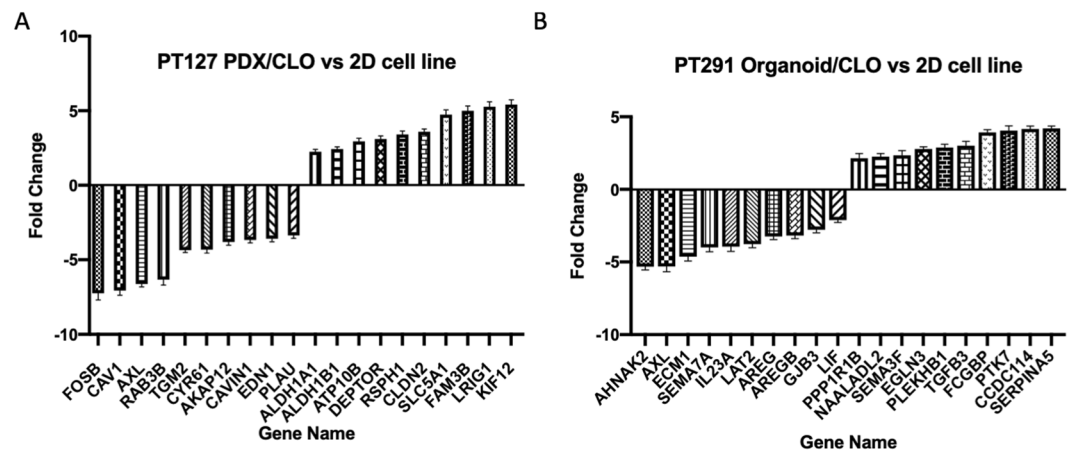 A
PT127 PDX/CLO vs 2D cell line
10
5
0
-5
-10
Fold Change
FOSB
CAV1
AXL
RAB3B
TGM2
CYR61
AKAP12
CAVIN1
EDN1
PLAU
ALDH1A1
ALDH1B1
ATP10B
DEPTOR
RSPH1
CLDN2
SLC5A1
FAM3B
LRIG1
KIF12
Gene Name
B
PT291 Organoid/CLO vs 2D cell line
5
0
-5
-10
Fold Change
AHNAK2
AXL
ECM1
SEMA7A
IL23A
LAT2
AREG
AREGB
GJB3
LIF
PPP1R1B
NAALADL2
SEMA3F
EGLN3
PLEKHB1
TGFB3
FCGBP
PTK7
CCDC114
SERPINA5
Gene Name